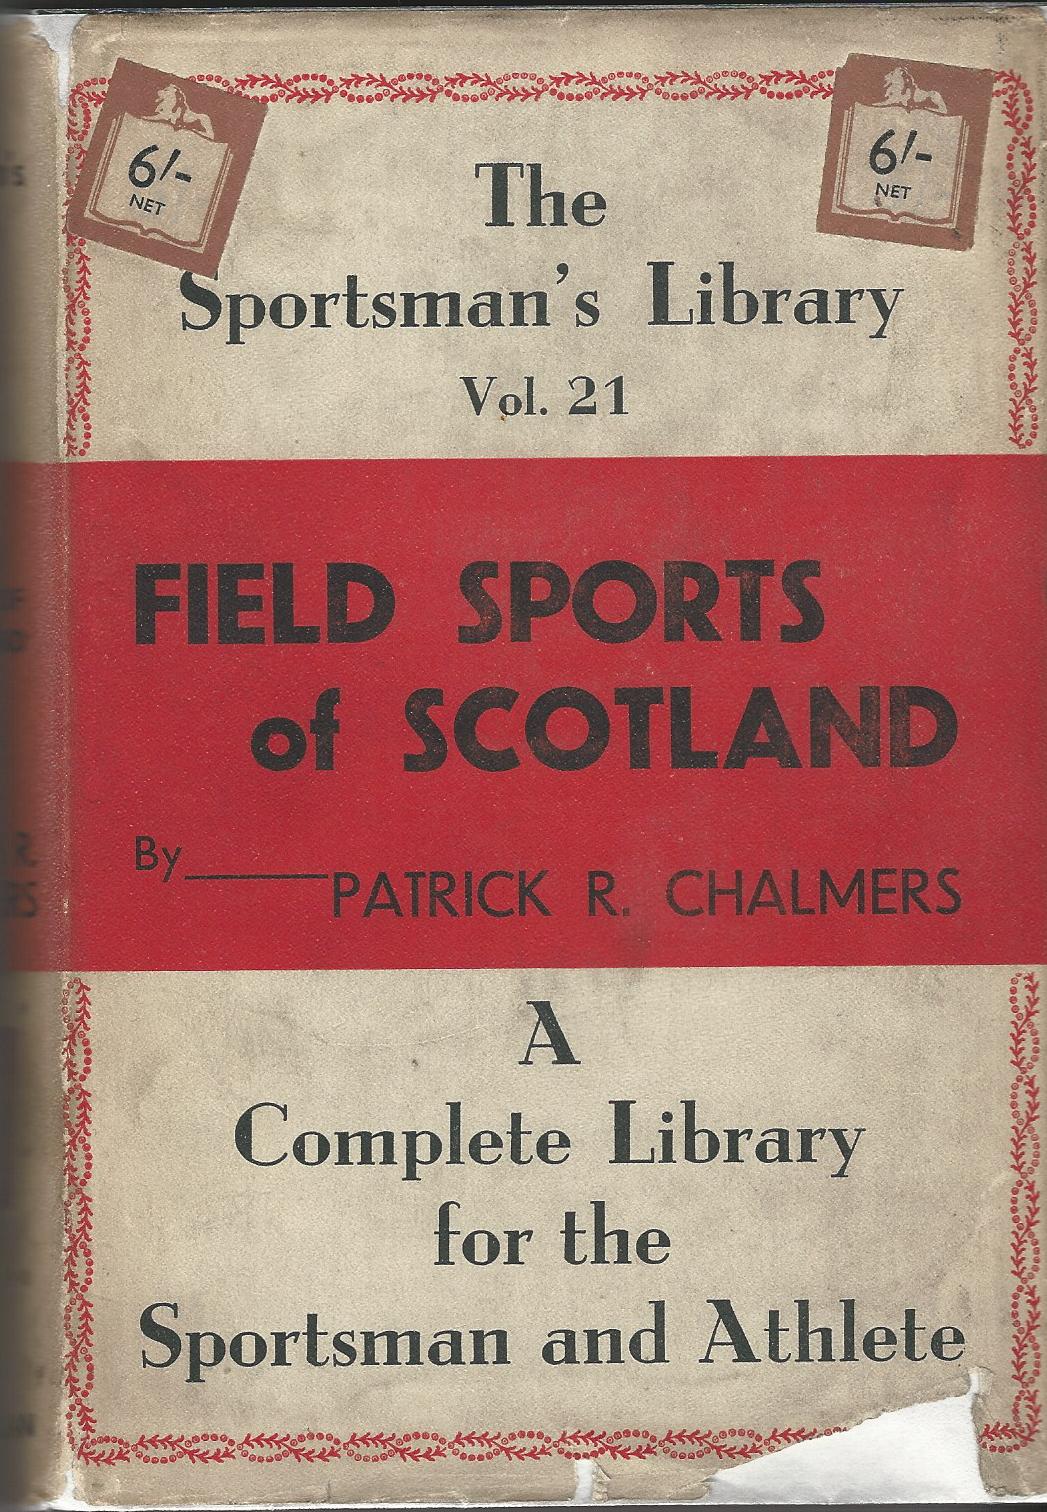 6/-
NET
6/-
NET
The
Sportsman's Library
Vol. 21
FIELD SPORTS
of SCOTLAND
By PATRICK R. CHALMERS
A
Complete Library
for the
Sportsman and Athlete